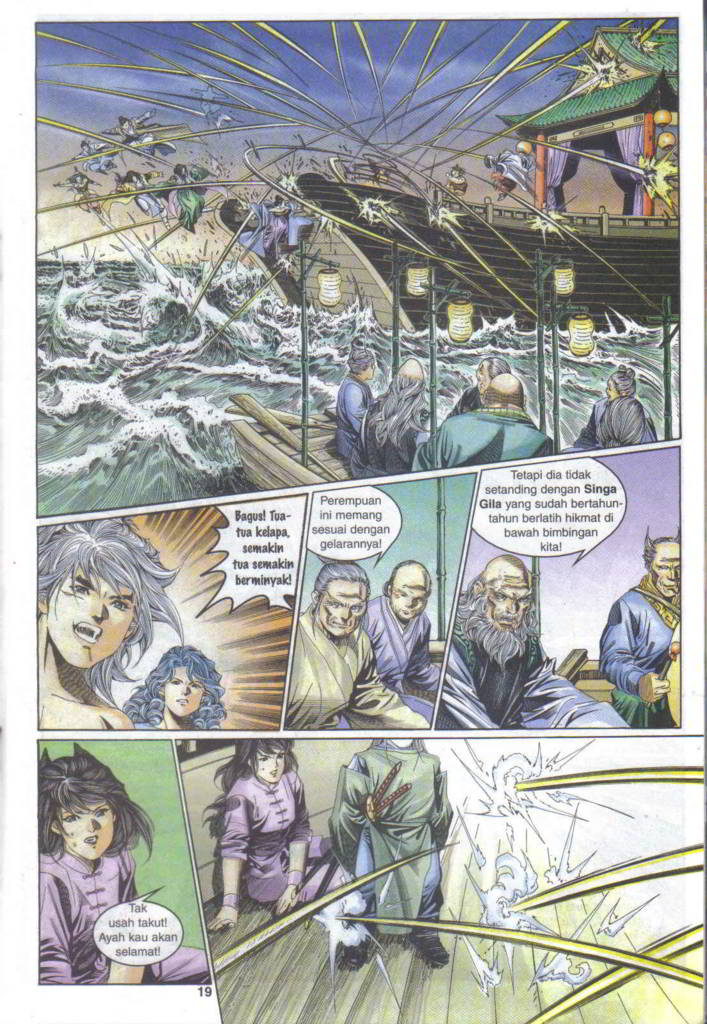 Bagus! Tua-
tua kelapa,
semakin
tua semakin
berminyak!
Perempuan
ini memang
sesuai dengan
gelarannya!
Tetapi dia tidak
setanding dengan Singa
Gila yang sudah bertahun-
tahun berlatih hikmat di
bawah bimbingan
kita!
Tak
usah takut!
Ayah kau akan
selamat!
19